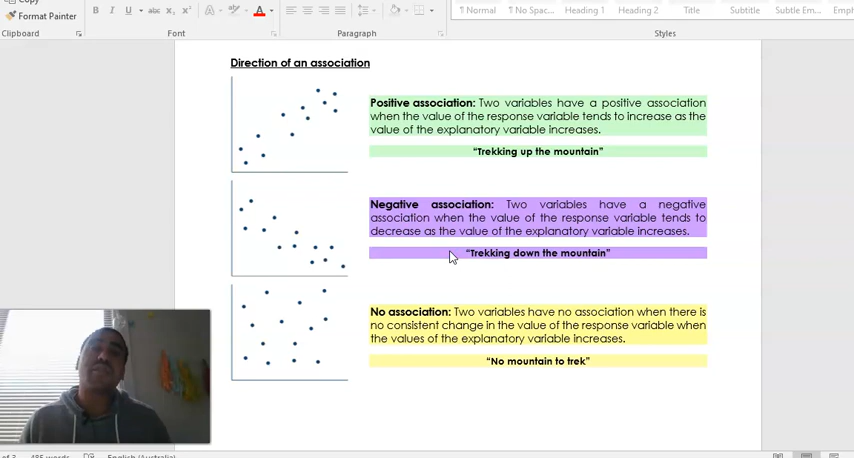 Copy
Format Painter
B I U abc x₂ x² A aby A
¶ Normal ¶ No Spac... Heading 1 Heading 2 Title Subtitle Subtle Em...
Clipboard Font Paragraph Styles
Direction of an association
Positive association: Two variables have a positive association
when the value of the response variable tends to increase as the
value of the explanatory variable increases.
“Trekking up the mountain”
Negative association: Two variables have a negative
association when the value of the response variable tends to
decrease as the value of the explanatory variable increases.
“Trekking down the mountain”
No association: Two variables have no association when there is
no consistent change in the value of the response variable when
the values of the explanatory variable increases.
“No mountain to trek”
485 words English (Australia)